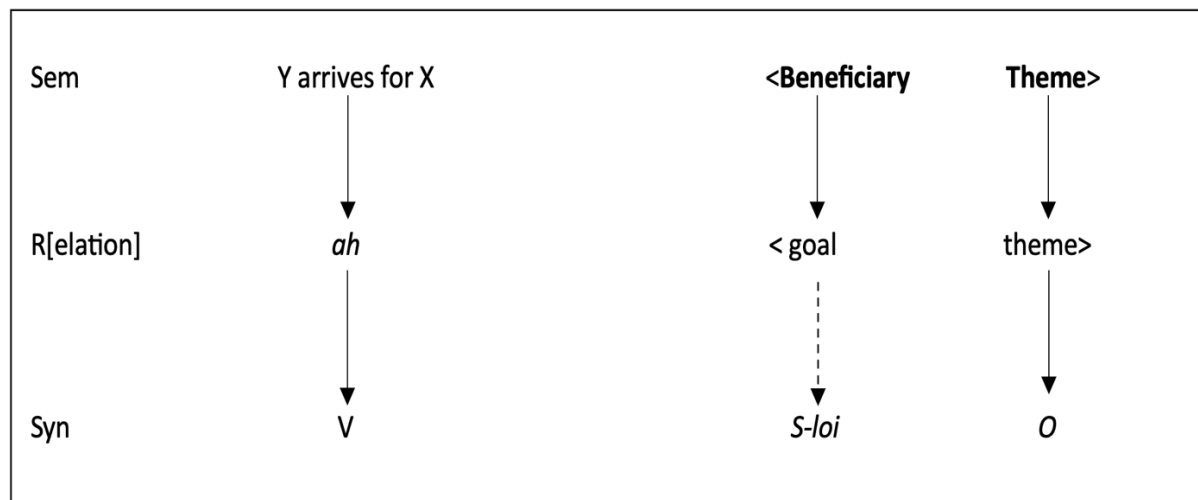 Sem Y arrives for X <Beneficiary Theme>
R[elation] ah < goal theme>
Syn V S-loi O